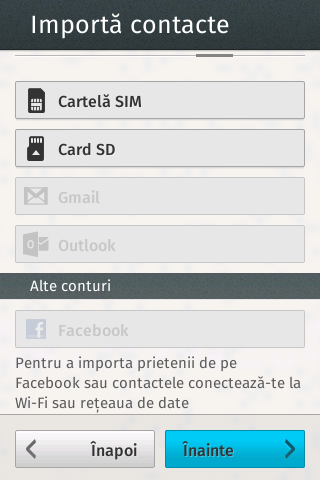 Importă contacte
Cartelă SIM
Card SD
Gmail
Outlook
Alte conturi
Facebook
Pentru a importa prietenii de pe
Facebook sau contactele conectează-te la
Wi-Fi sau rețeaua de date
Înapoi
Înainte